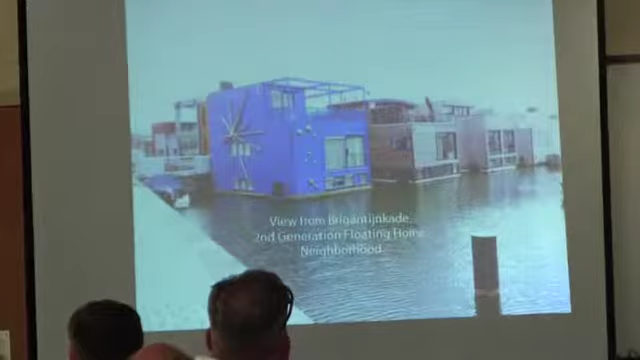 View from Brigantijnkade,
2nd Generation Floating Home
Neighborhood